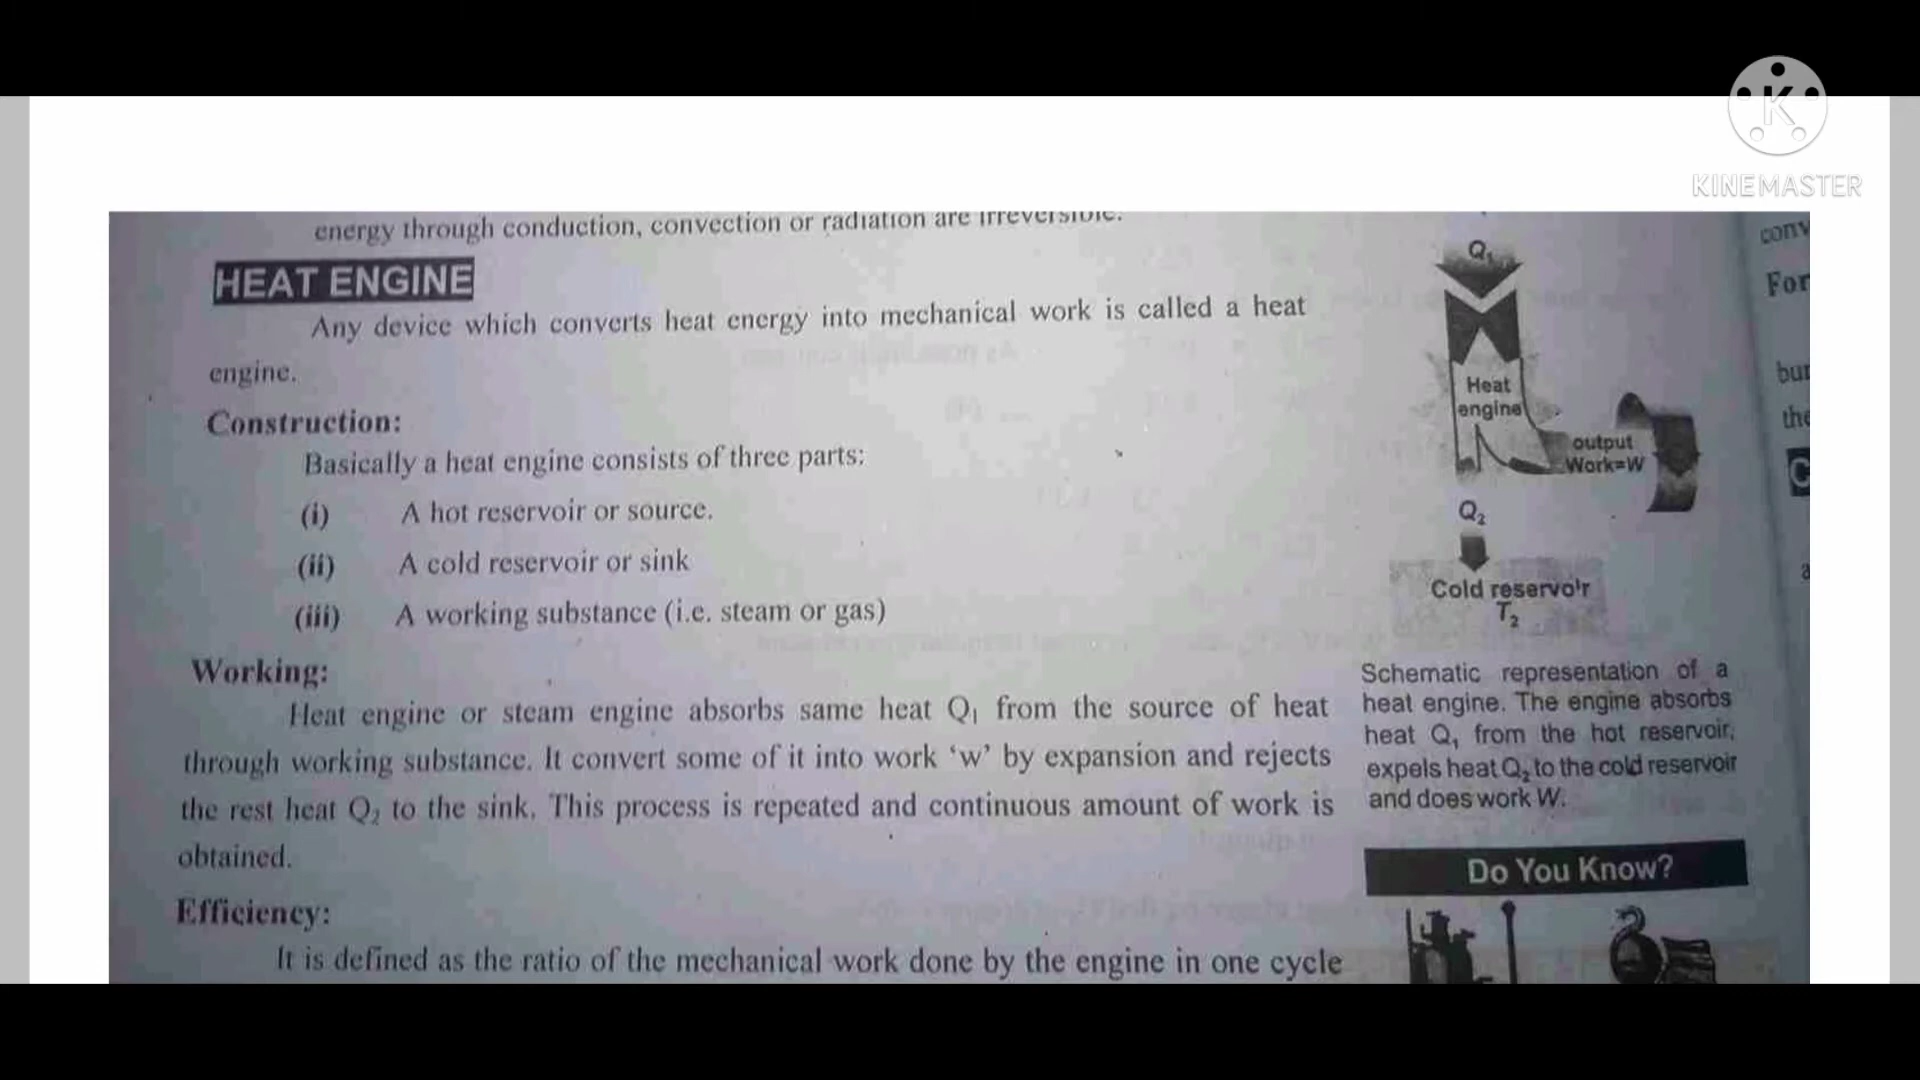 K
KINEMASTER
energy through conduction, convection or radiation are irreversible.
HEAT ENGINE
Any device which converts heat energy into mechanical work is called a heat
engine.
Construction:
Basically a heat engine consists of three parts:
(i) A hot reservoir or source.
(ii) A cold reservoir or sink
(iii) A working substance (i.e. steam or gas)
Working:
Heat engine or steam engine absorbs same heat Q₁ from the source of heat
through working substance. It convert some of it into work ‘w’ by expansion and rejects
the rest heat Q₂ to the sink. This process is repeated and continuous amount of work is
obtained.
Efficiency:
It is defined as the ratio of the mechanical work done by the engine in one cycle
Q₁
Heat
engine
output
Work=W
Q₂
Cold reservoir
T₂
Schematic representation of a
heat engine. The engine absorbs
heat Q₁ from the hot reservoir,
expels heat Q₂ to the cold reservoir
and does work W.
Do You Know?
conv
For
bur
the
C
a